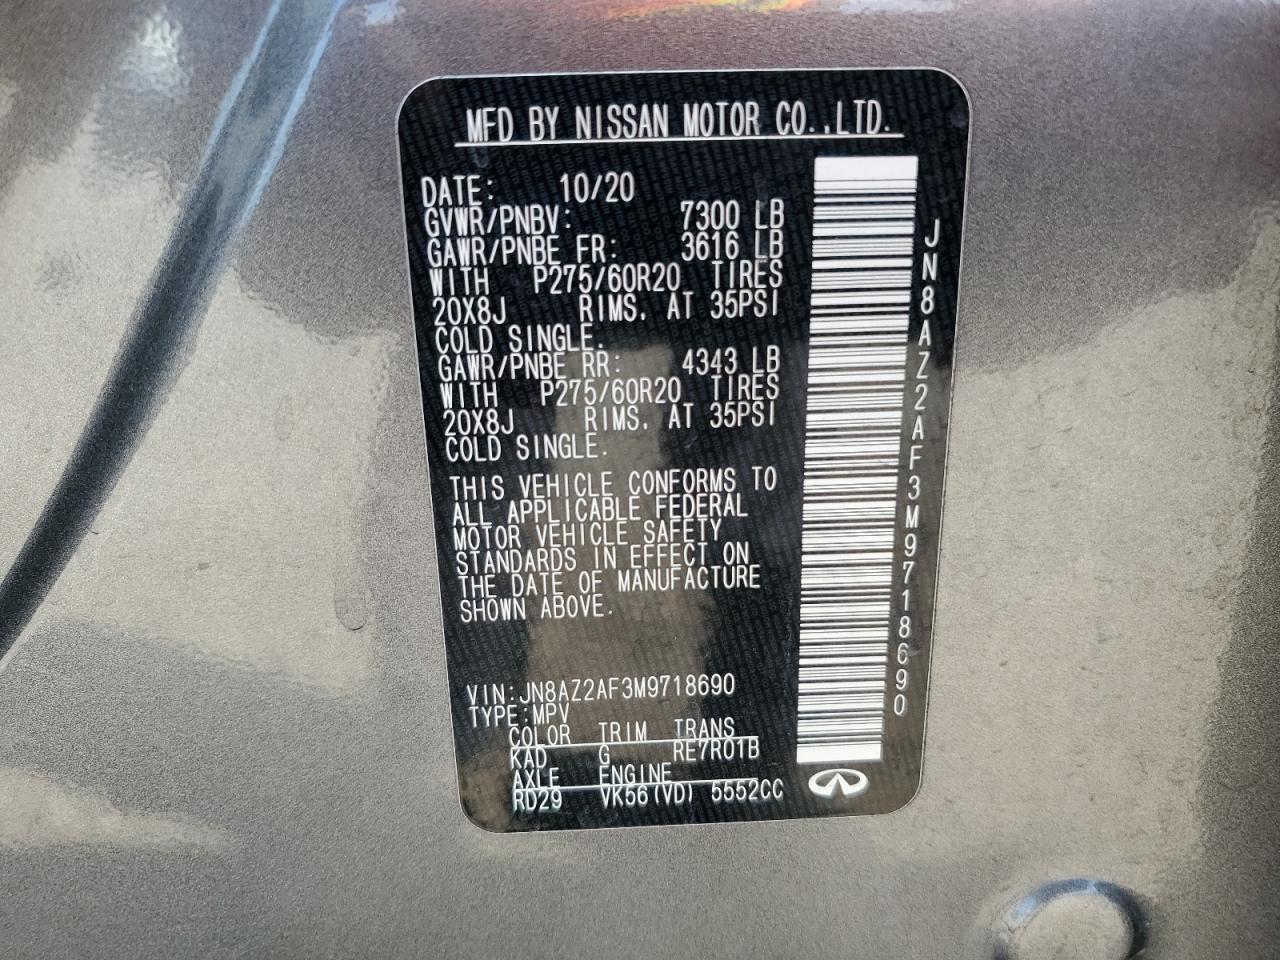 MFD BY NISSAN MOTOR CO.,LTD.
DATE: 10/20
GVWR/PNBV: 7300 LB
GAWR/PNBE FR: 3616 LB
WITH P275/60R20 TIRES
20X8J RIMS. AT 35PSI
COLD SINGLE.
GAWR/PNBE RR: 4343 LB
WITH P275/60R20 TIRES
20X8J RIMS. AT 35PSI
COLD SINGLE.
THIS VEHICLE CONFORMS TO
ALL APPLICABLE FEDERAL
MOTOR VEHICLE SAFETY
STANDARDS IN EFFECT ON
THE DATE OF MANUFACTURE
SHOWN ABOVE.
VIN:JN8AZ2AF3M9718690
TYPE:MPV
COLOR TRIM TRANS
KAD G RE7R01B
AXLE ENGINE
RD29 VK56(VD) 5552CC
JN8AZ2AF3M9718690